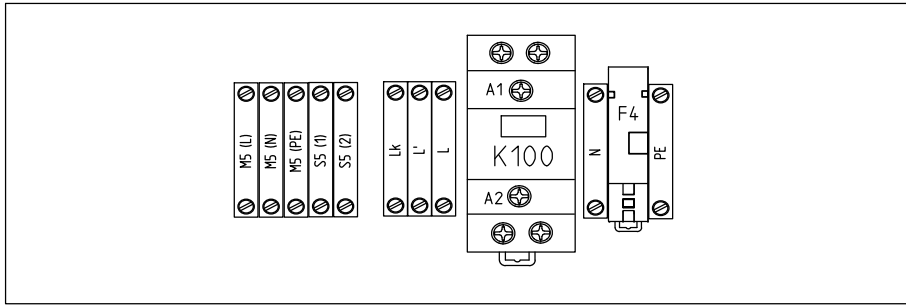 M5 (L)
M5 (N)
M5 (PE)
S5 (1)
S5 (2)
Lk
L'
L
A1
K100
A2
N
F4
PE